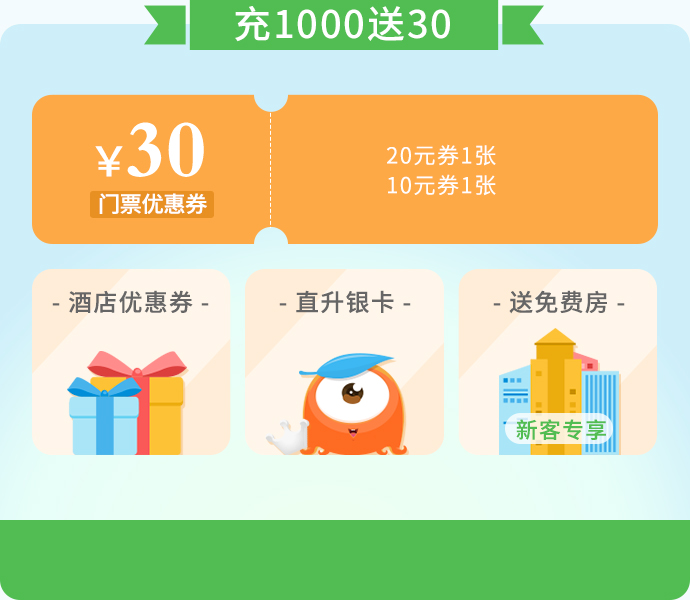 充1000送30
¥30
门票优惠券
20元券1张
10元券1张
- 酒店优惠券 -
- 直升银卡 -
- 送免费房 -
新客专享